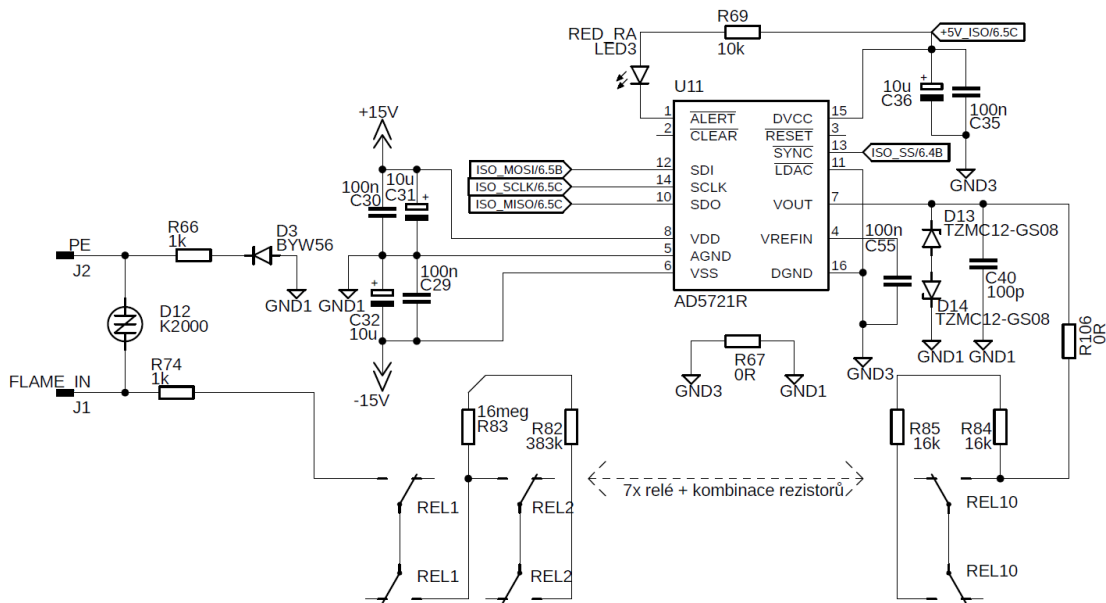 R69
10k
RED_RA
LED3
+5V_ISO/6.5C
10u
C36
100n
C35
GND3
U11
1
2
12
14
10
8
5
6
ALERT
CLEAR
SDI
SCLK
SDO
VDD
AGND
VSS
DVCC
RESET
SYNC
LDAC
VOUT
VREFIN
DGND
15
3
13
11
7
4
16
AD5721R
ISO_SS/6.4B
ISO_MOSI/6.5B
ISO_SCLK/6.5C
ISO_MISO/6.5C
+15V
100n
C30
10u
C31
+
GND1
+
C32
10u
100n
C29
-15V
R66
1k
D3
BYW56
GND1
PE
J2
D12
K2000
FLAME_IN
J1
R74
1k
100n
C55
GND3
D13
TZMC12-GS08
D14
TZMC12-GS08
GND1
C40
100p
GND1
R106
0R
R67
0R
GND3
GND1
16meg
R83
R82
383k
R85
16k
R84
16k
7x relé + kombinace rezistorů
REL1
REL2
REL10
REL1
REL2
REL10
+